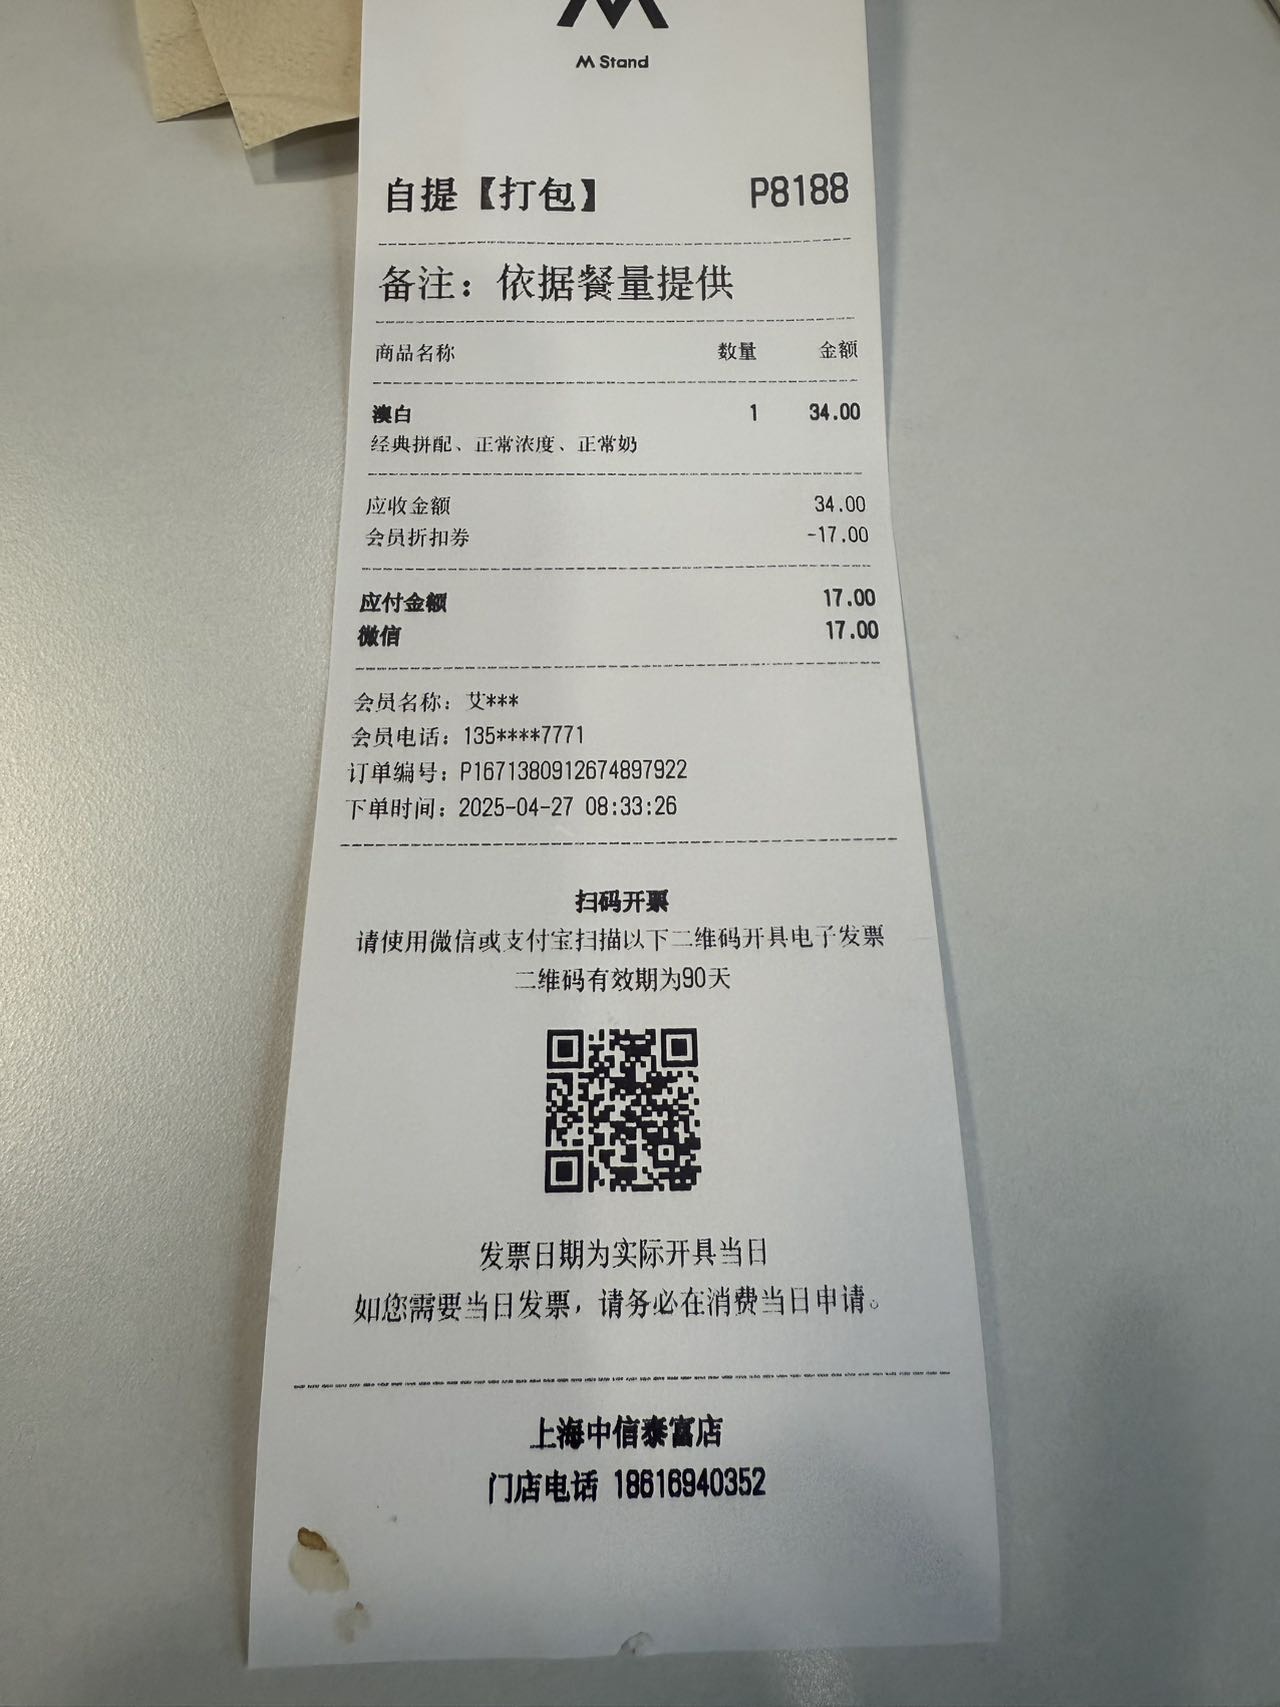 M Stand
自提【打包】 P8188
备注：依据餐量提供
商品名称 数量 金额
澳白 1 34.00
经典拼配、正常浓度、正常奶
应收金额 34.00
会员折扣券 -17.00
应付金额 17.00
微信 17.00
会员名称：艾***
会员电话：135****7771
订单编号：P1671380912674897922
下单时间：2025-04-27 08:33:26
扫码开票
请使用微信或支付宝扫描以下二维码开具电子发票
二维码有效期为90天
发票日期为实际开具当日
如您需要当日发票，请务必在消费当日申请。
上海中信泰富店
门店电话 18616940352